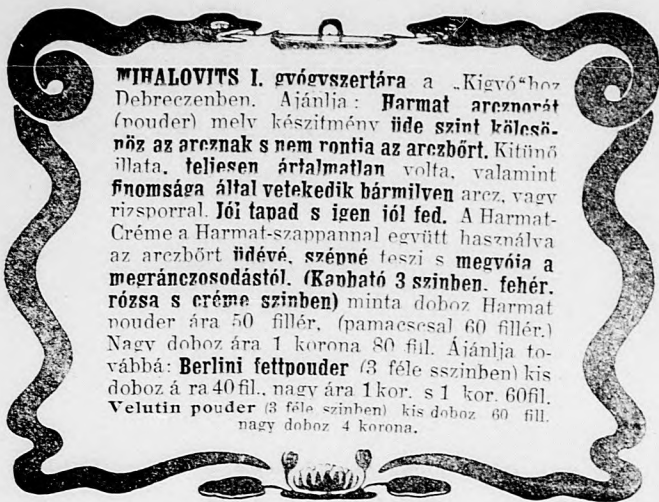 MIHALOVITS I. gyógyszertára a „Kigyó“hoz
Debreczenben. Ajánlja: Harmat arczporát
(pouder) mely készitmény üde szint kölcsö-
nöz az arcznak s nem rontja az arczbőrt. Kitünő
illata, teljesen ártalmatlan volta, valamint
finomsága által vetekedik bármilyen arcz, vagy
rizsporral. Jól tapad s igen jól fed. A Harmat-
Créme a Harmat-szappannal együtt használva
az arczbőrt üdévé, széppé teszi s megvója a
megránczosodástól. (Kapható 3 szinben, fehér,
rózsa s créme szinben) minta doboz Harmat
pouder ára 50 fillér, (pamacscsal 60 fillér.)
Nagy doboz ára 1 korona 80 fill. Ajánlja to-
vábbá: Berlini fettpouder (3 féle sszinben) kis
doboz á ra 40 fil., nagy ára 1 kor. s 1 kor. 60 fil.
Velutin pouder (3 féle szinben) kis doboz 60 fill.
nagy doboz 4 korona.